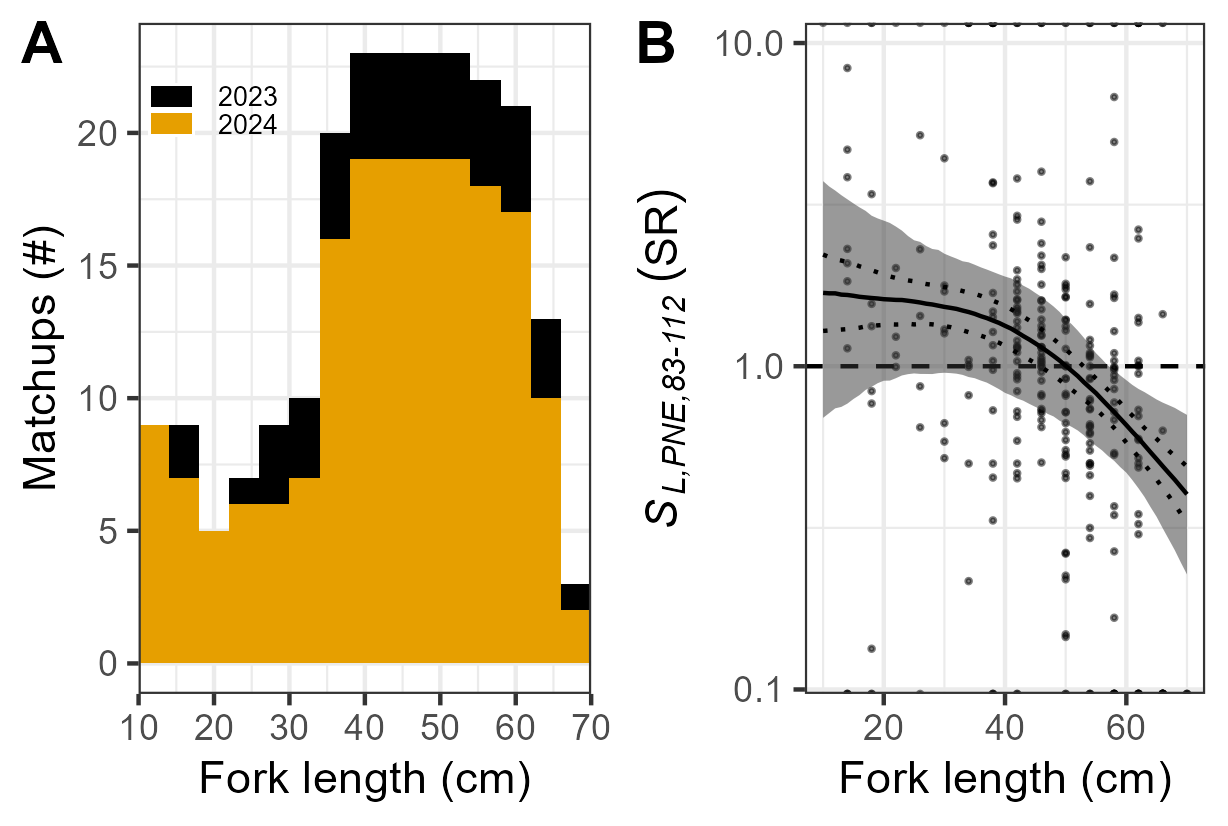 A
2023
2024
20
15
10
5
0
10 20 30 40 50 60 70
Fork length (cm)
Matchups (#)
B
10.0
1.0
0.1
20 40 60
Fork length (cm)
S L,PNE,83-112 (SR)